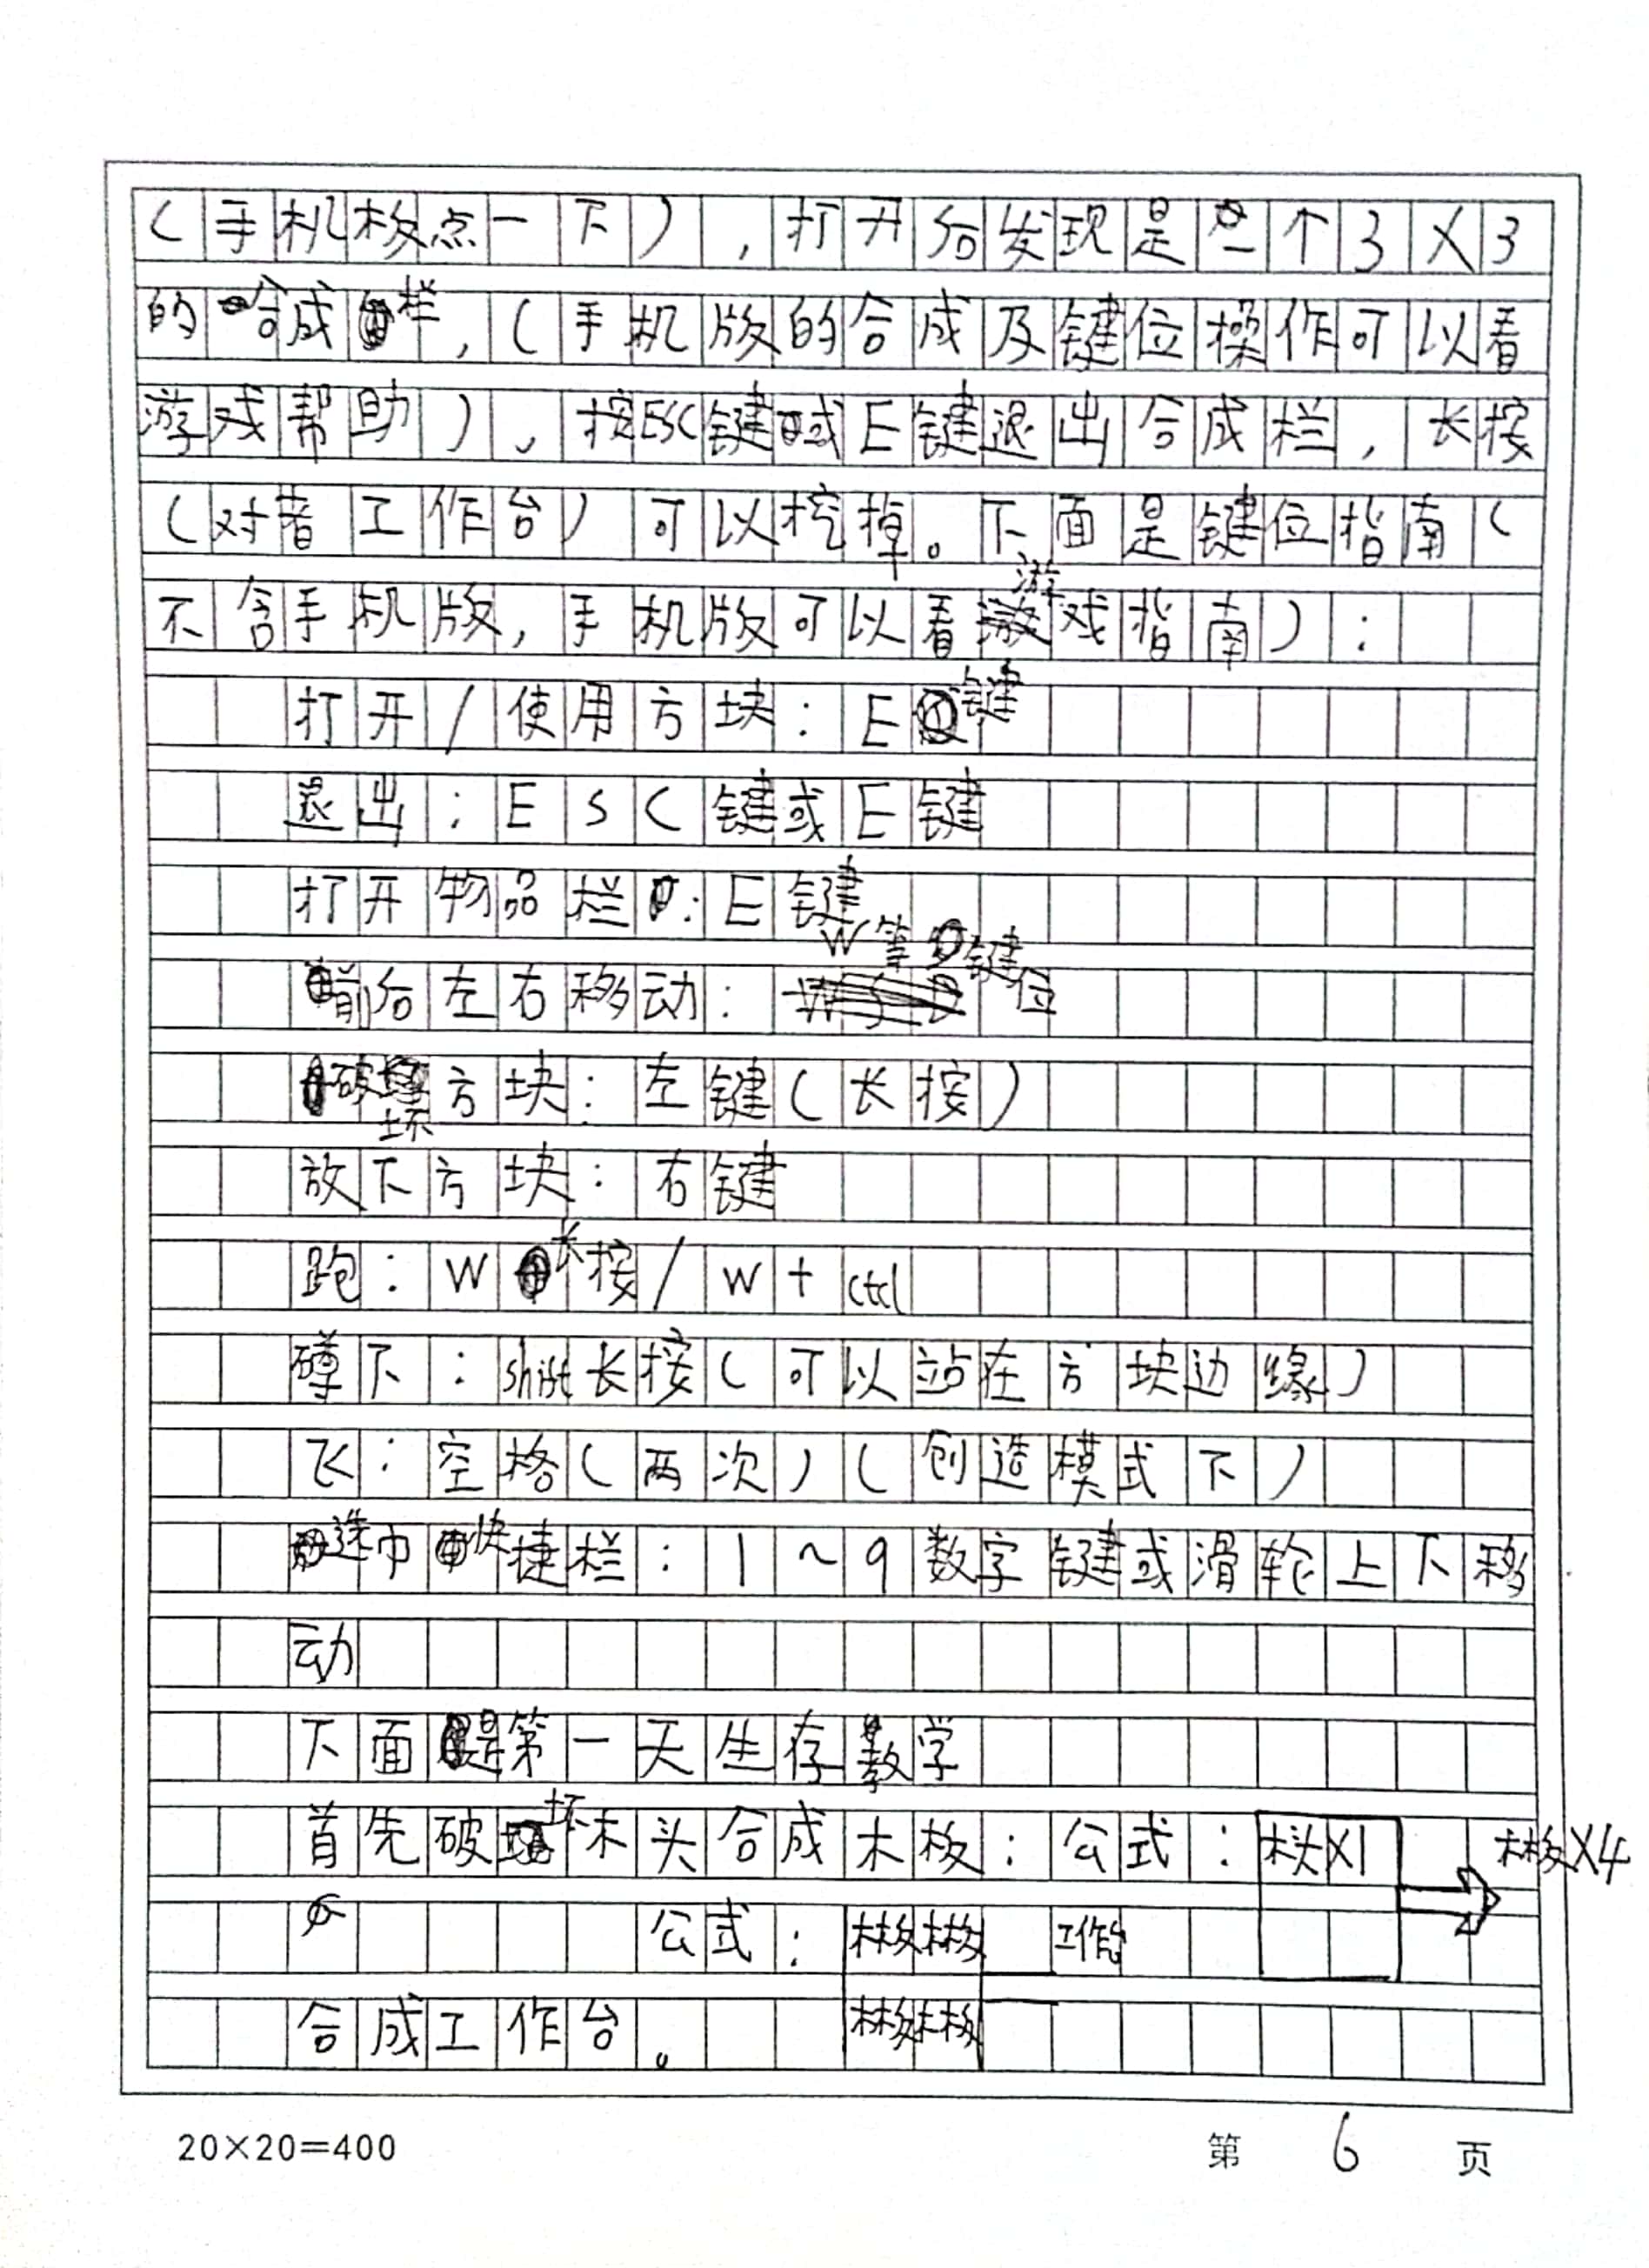 （手机板点一下），打开后发现是一个3X3
的合成栏，（手机版的合成及键位操作可以看
游戏帮助），按ESC键或E键退出合成栏，长按
（对着工作台）可以挖掉。下面是键位指南（
不含手机版，手机版可以看游戏指南）：
打开/使用方块：E键
退出：ESC键或E键
打开物品栏：E键
前后左右移动：W等键位
破坏方块：左键（长按）
放下方块：右键
跑：W长按/W+ctrl
下：shift长按（可以站在方块边缘）
飞：空格（两次）（创造模式下）
选中快捷栏：1~9数字键或滑轮上下移
动
下面是第一天生存教学
首先破坏木头合成木板：公式：木头X1 木板X4
公式：木板木板 工作台
合成工作台。 木板木板
20×20=400 第6页